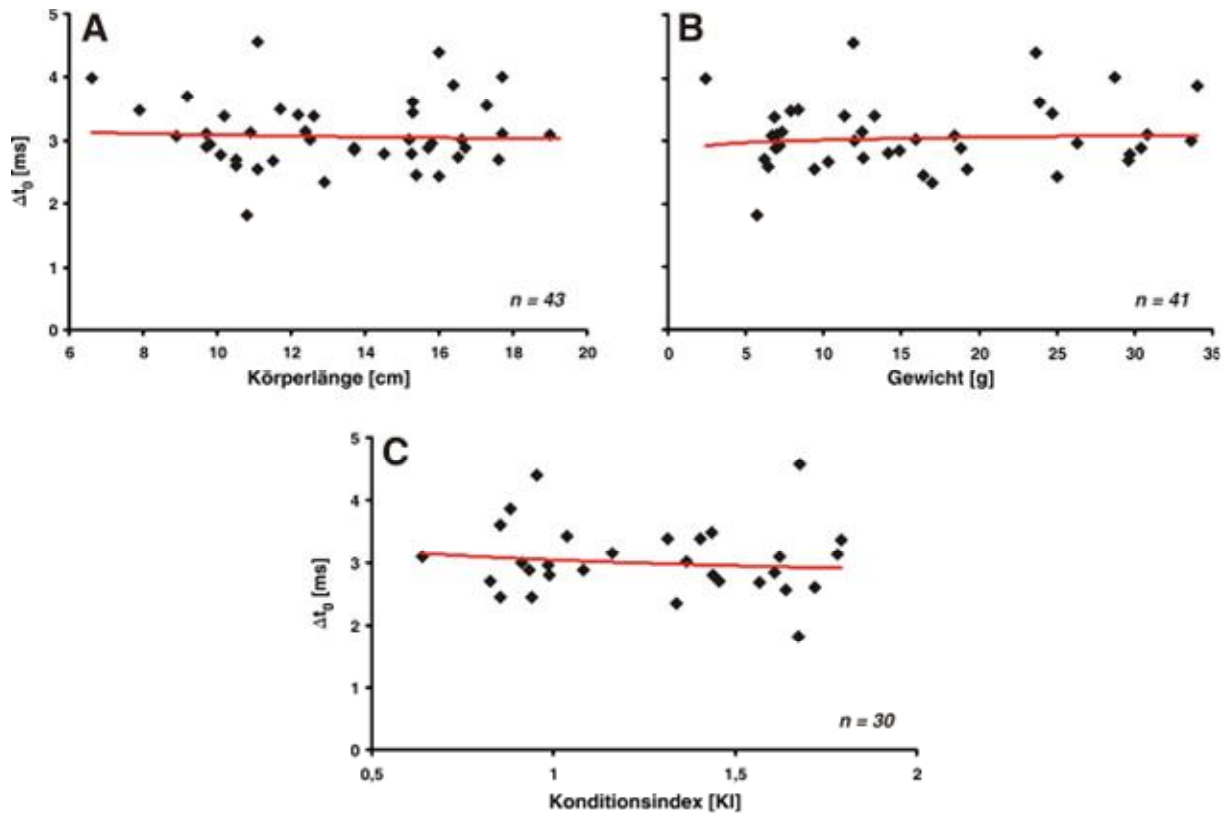 A
5
4
3
2
1
0
Δt₀ [ms]
n = 43
6 8 10 12 14 16 18 20
Körperlänge [cm]
B
n = 41
0 5 10 15 20 25 30 35
Gewicht [g]
C
5
4
3
2
1
0
Δt₀ [ms]
n = 30
0,5 1 1,5 2
Konditionsindex [KI]